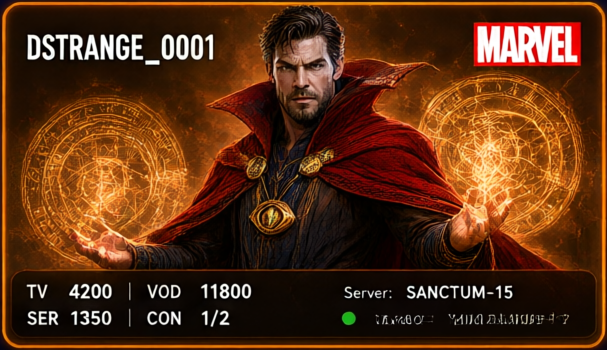 DSTRANGE_0001
MARVEL
TV 4200 | VOD 11800
SER 1350 | CON 1/2
Server: SANCTUM-15